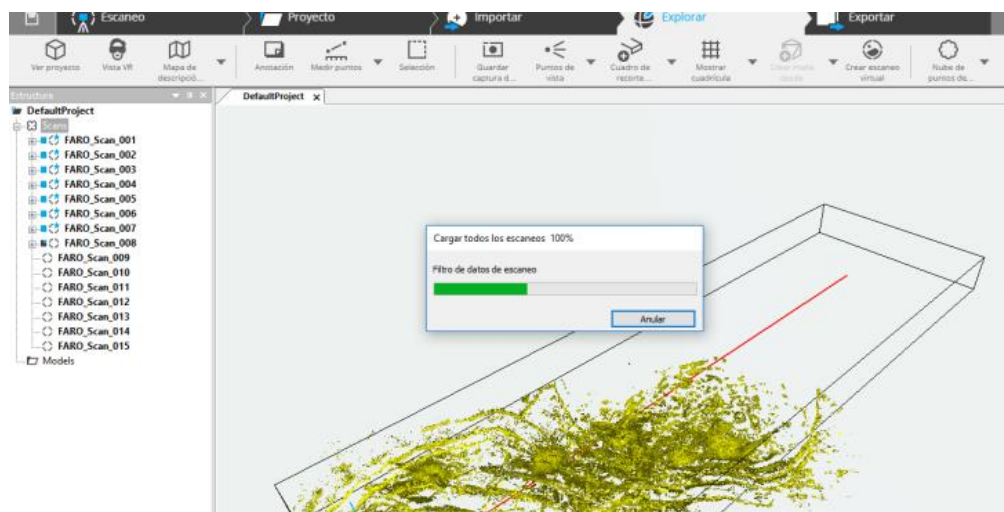 Escaneo
Proyecto
Importar
Explorar
Exportar
Ver proyecto
Vista VR
Mapa de
descripció...
Anotación
Medir puntos
Selección
Guardar
captura d...
Puntos de
vista
Cuadro de
recorte...
Mostrar
cuadrícula
Crear escaneo
virtual
Nube de
puntos de...
Estructura
DefaultProject
DefaultProject
Scans
FARO_Scan_001
FARO_Scan_002
FARO_Scan_003
FARO_Scan_004
FARO_Scan_005
FARO_Scan_006
FARO_Scan_007
FARO_Scan_008
FARO_Scan_009
FARO_Scan_010
FARO_Scan_011
FARO_Scan_012
FARO_Scan_013
FARO_Scan_014
FARO_Scan_015
Models
Cargar todos los escaneos 100%
Filtro de datos de escaneo
Anular